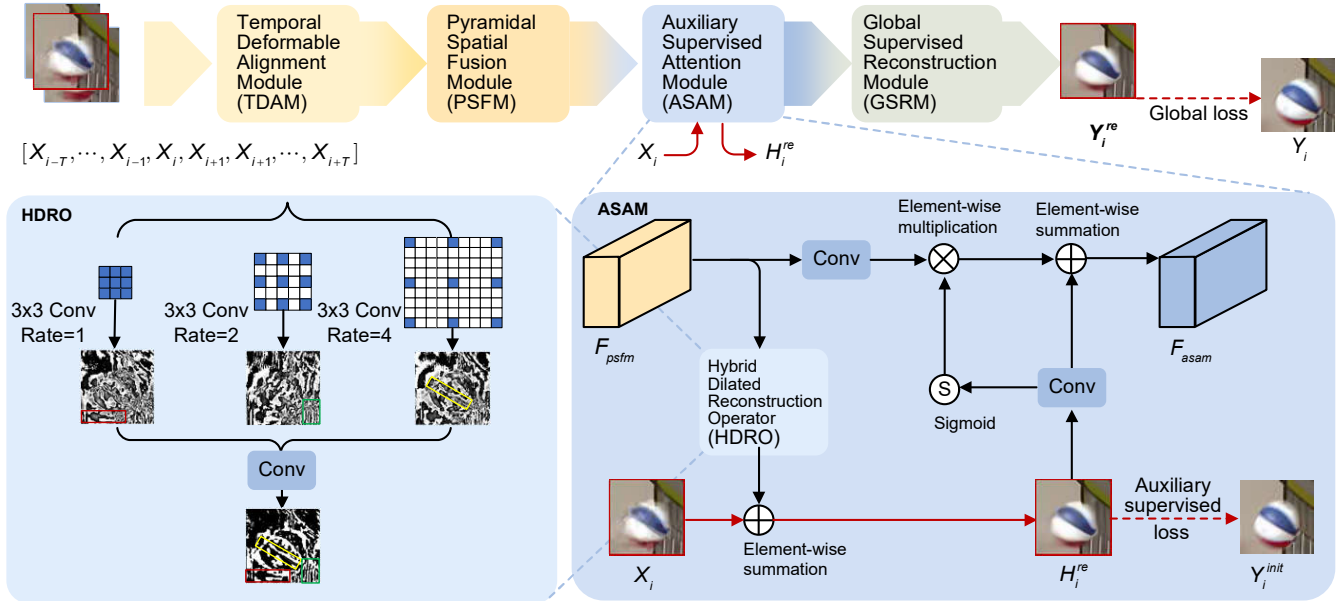 Temporal
Deformable
Alignment
Module
(TDAM)
Pyramidal
Spatial
Fusion
Module
(PSFM)
Auxiliary
Supervised
Attention
Module
(ASAM)
Global
Supervised
Reconstruction
Module
(GSRM)
Global loss
[X_{i-T}, ⋯, X_{i-1}, X_i, X_{i+1}, X_{i+1}, ⋯, X_{i+T}]
X_i
H_i^{re}
Y_i^{re}
Y_i
HDRO
3x3 Conv
Rate=1
3x3 Conv
Rate=2
3x3 Conv
Rate=4
Conv
ASAM
Element-wise
multiplication
Element-wise
summation
Conv
F_{psfm}
F_{asam}
Hybrid
Dilated
Reconstruction
Operator
(HDRO)
S
Sigmoid
Conv
Auxiliary
supervised
loss
Element-wise
summation
X_i
H_i^{re}
Y_i^{init}